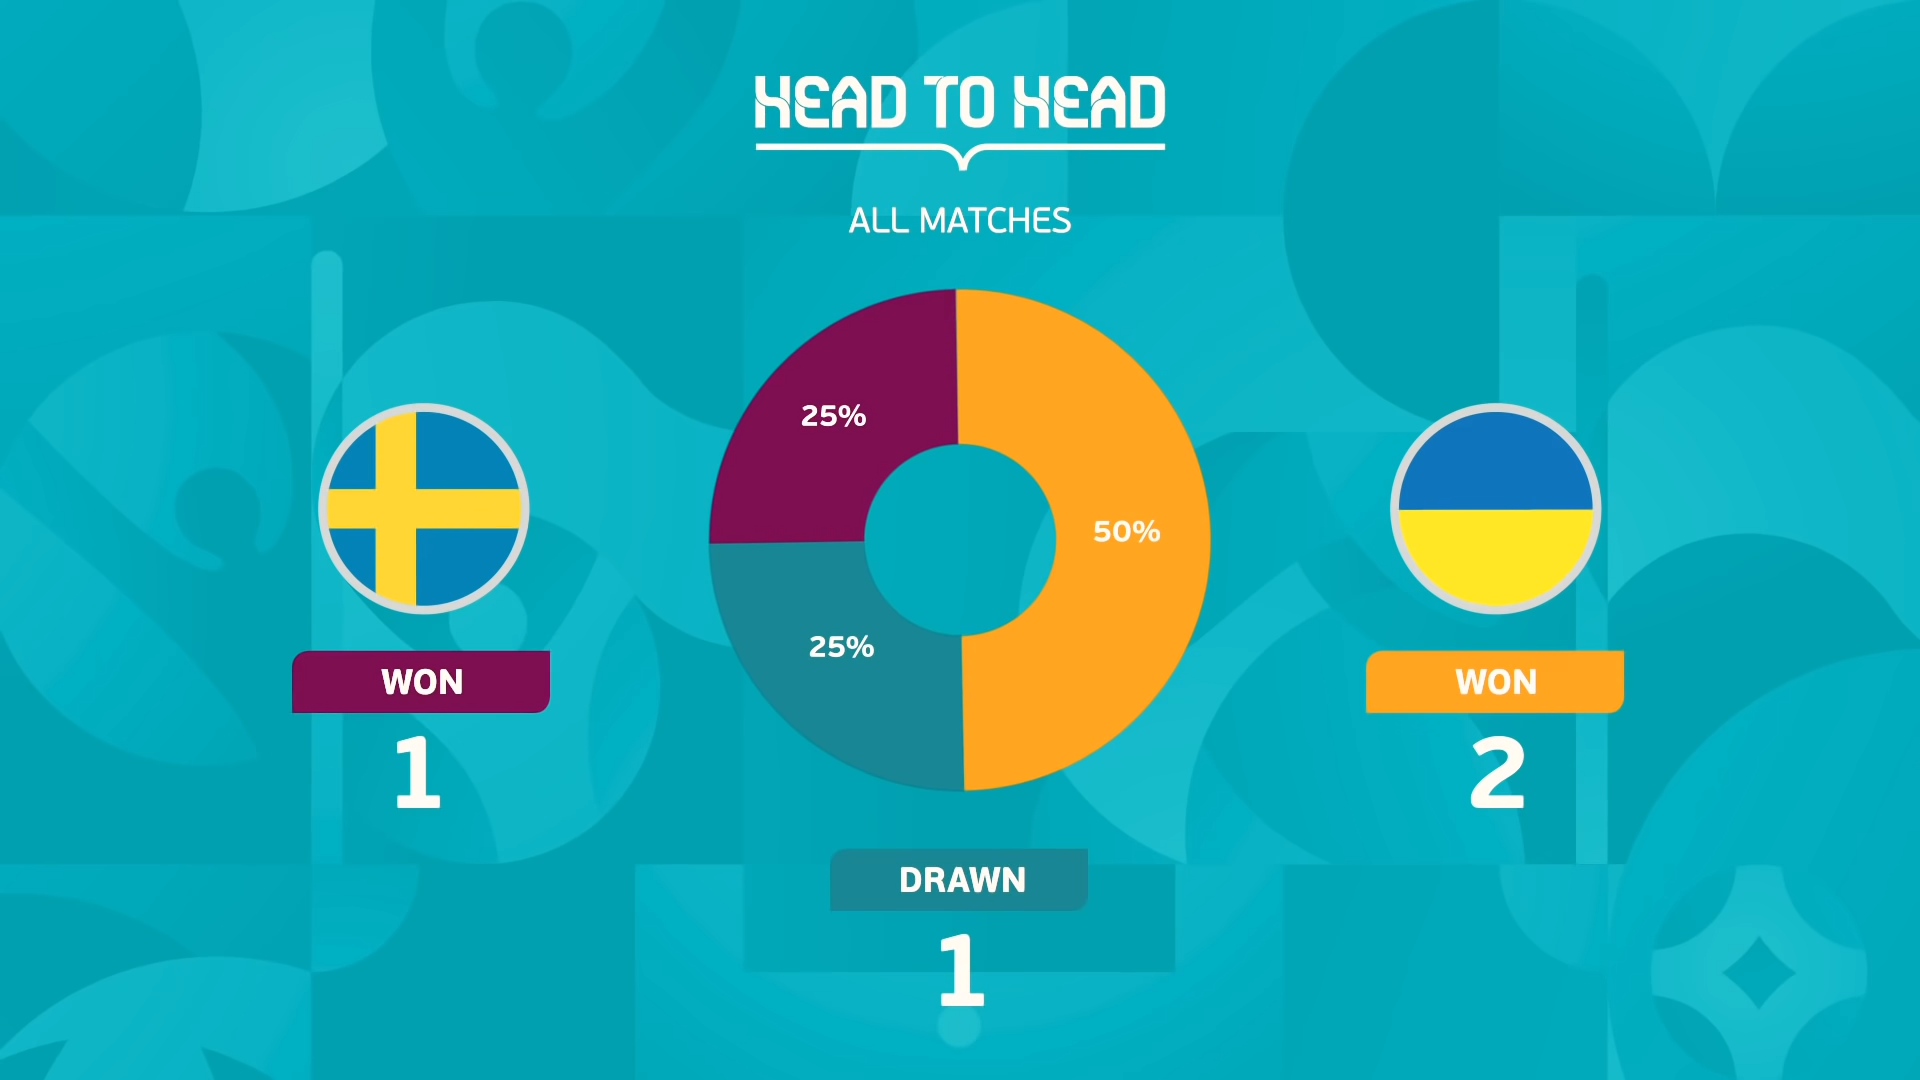 HEAD TO HEAD
ALL MATCHES
25%
50%
25%
WON
1
WON
2
DRAWN
1